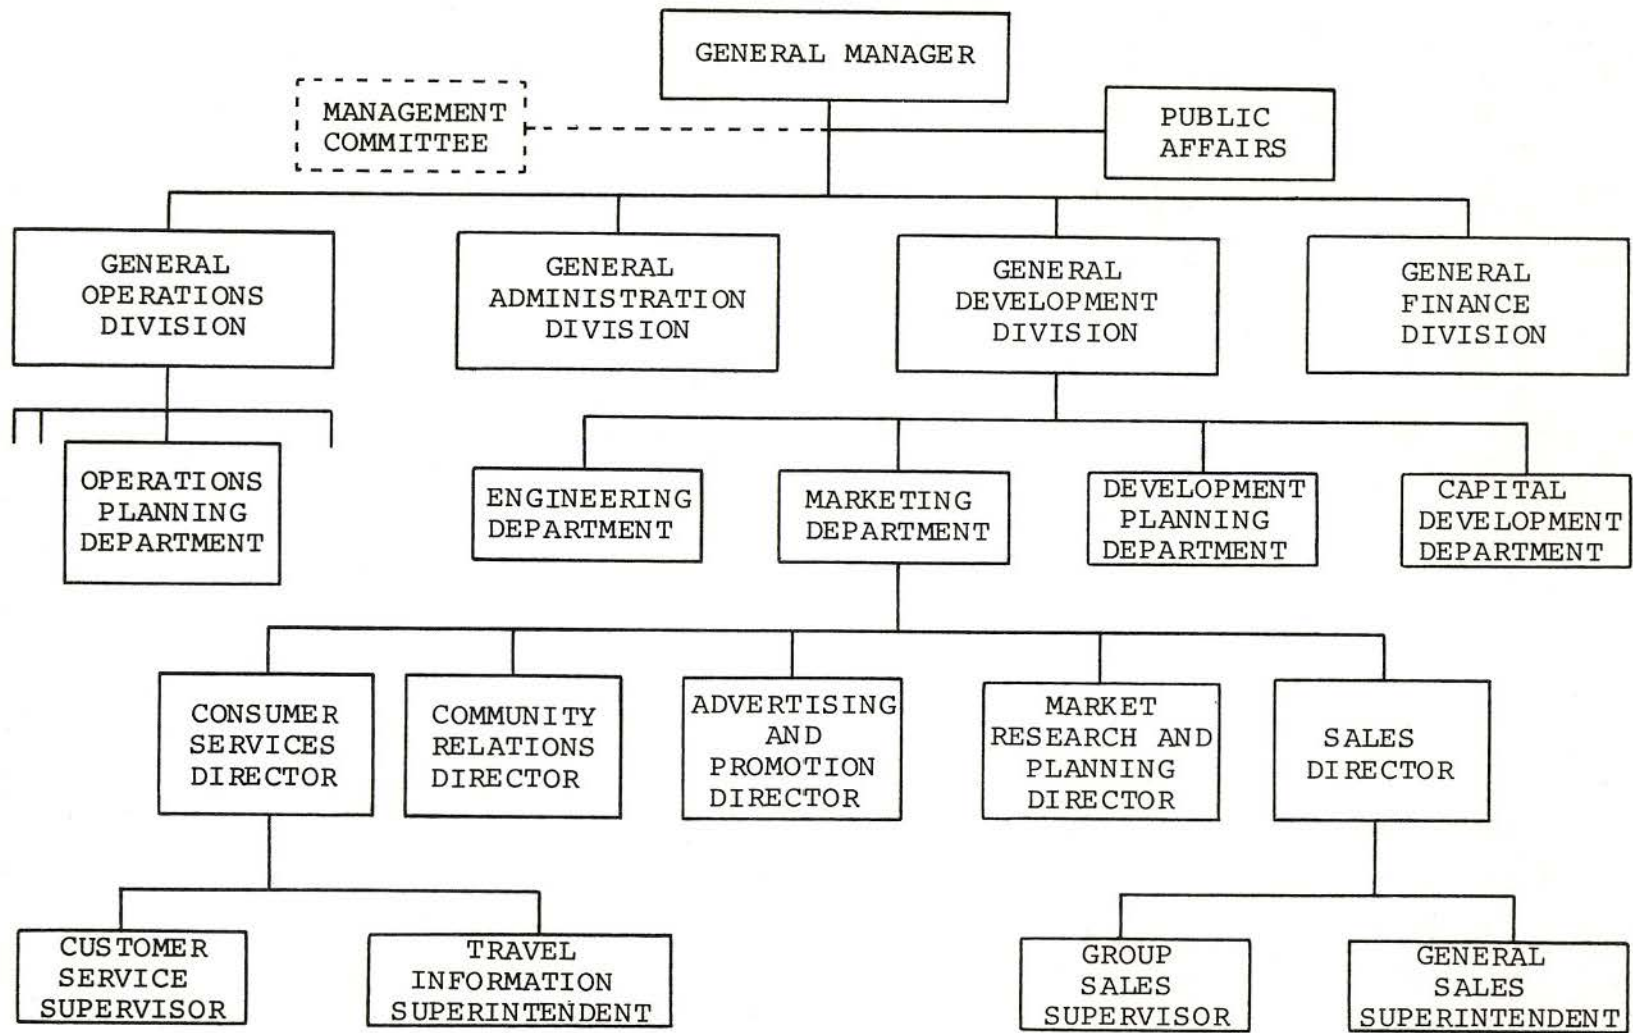 GENERAL MANAGER
MANAGEMENT
COMMITTEE
PUBLIC
AFFAIRS
GENERAL
OPERATIONS
DIVISION
GENERAL
ADMINISTRATION
DIVISION
GENERAL
DEVELOPMENT
DIVISION
GENERAL
FINANCE
DIVISION
OPERATIONS
PLANNING
DEPARTMENT
ENGINEERING
DEPARTMENT
MARKETING
DEPARTMENT
DEVELOPMENT
PLANNING
DEPARTMENT
CAPITAL
DEVELOPMENT
DEPARTMENT
CONSUMER
SERVICES
DIRECTOR
COMMUNITY
RELATIONS
DIRECTOR
ADVERTISING
AND
PROMOTION
DIRECTOR
MARKET
RESEARCH AND
PLANNING
DIRECTOR
SALES
DIRECTOR
CUSTOMER
SERVICE
SUPERVISOR
TRAVEL
INFORMATION
SUPERINTENDENT
GROUP
SALES
SUPERVISOR
GENERAL
SALES
SUPERINTENDENT